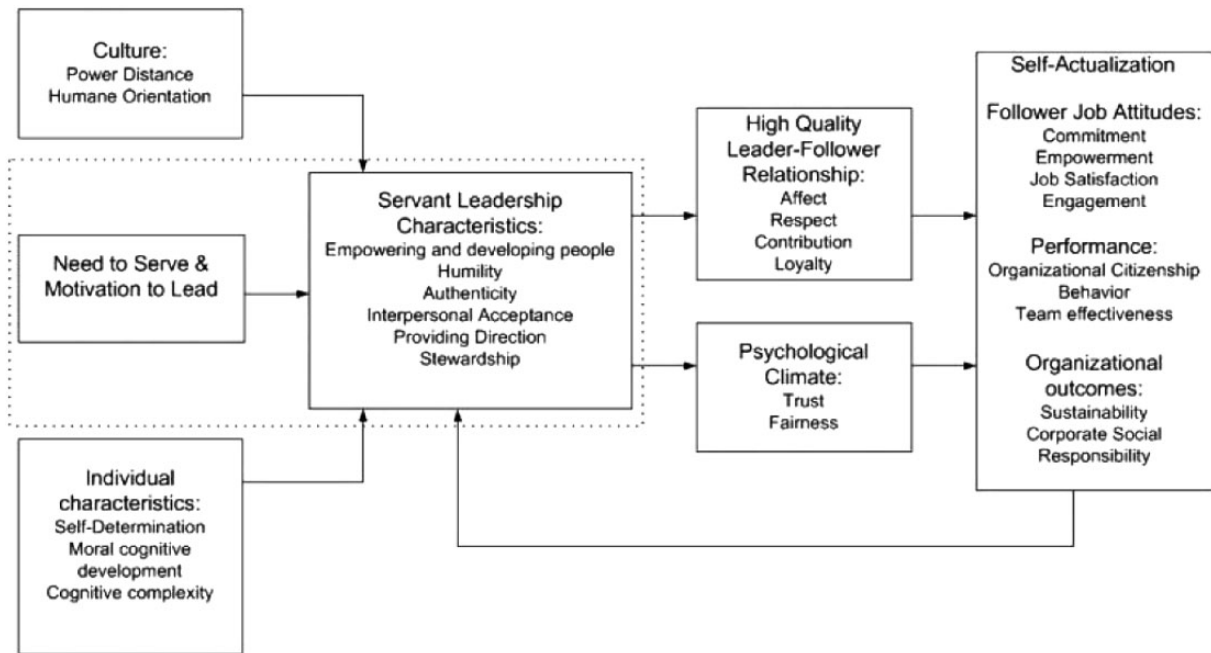 Culture:
Power Distance
Humane Orientation
Need to Serve &
Motivation to Lead
Individual
characteristics:
Self-Determination
Moral cognitive
development
Cognitive complexity
Servant Leadership
Characteristics:
Empowering and developing people
Humility
Authenticity
Interpersonal Acceptance
Providing Direction
Stewardship
High Quality
Leader-Follower
Relationship:
Affect
Respect
Contribution
Loyalty
Psychological
Climate:
Trust
Fairness
Self-Actualization
Follower Job Attitudes:
Commitment
Empowerment
Job Satisfaction
Engagement
Performance:
Organizational Citizenship
Behavior
Team effectiveness
Organizational
outcomes:
Sustainability
Corporate Social
Responsibility